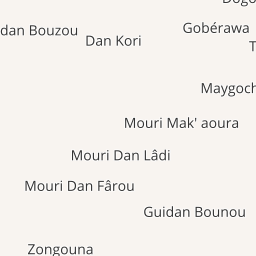 dan Bouzou
Dan Kori
Gobérawa
Maygoch
Mouri Mak' aoura
Mouri Dan Lâdi
Mouri Dan Fârou
Guidan Bounou
Zongouna